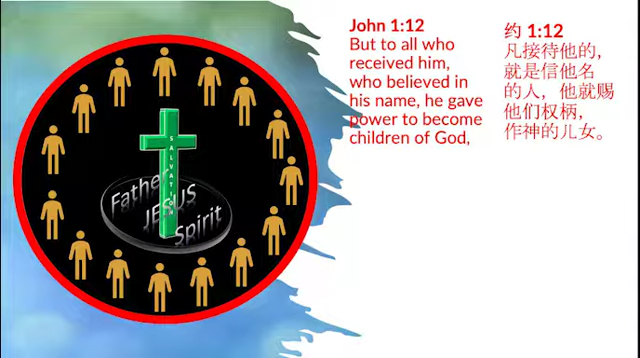 John 1:12
But to all who
received him,
who believed in
his name, he gave
power to become
children of God,
约 1:12
凡接待他的，
就是信他名
的人，他就赐
他们权柄，
作神的儿女。
SALVATION
Father
JESUS
Spirit